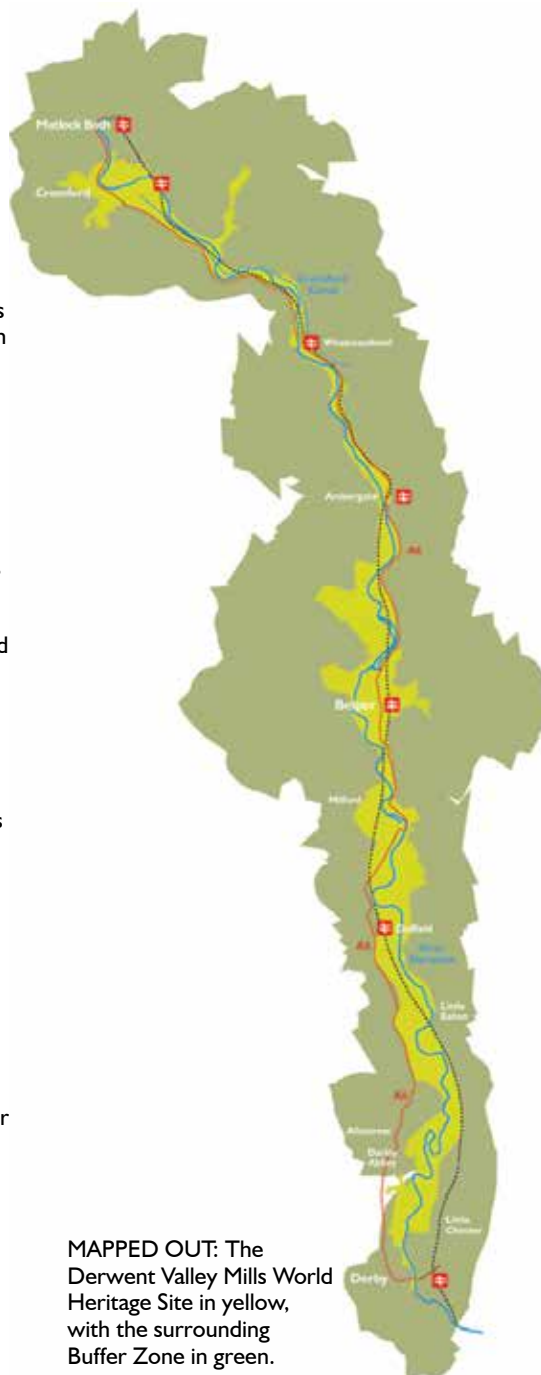 Matlock Bath
Cromford
Cromford
Canal
Whatstandwell
Ambergate
A6
Belper
Milford
Duffield
A6
River
Derwent
Little
Eaton
A6
Allestree
Darley
Abbey
Little
Chester
Derby
MAPPED OUT: The
Derwent Valley Mills World
Heritage Site in yellow,
with the surrounding
Buffer Zone in green.